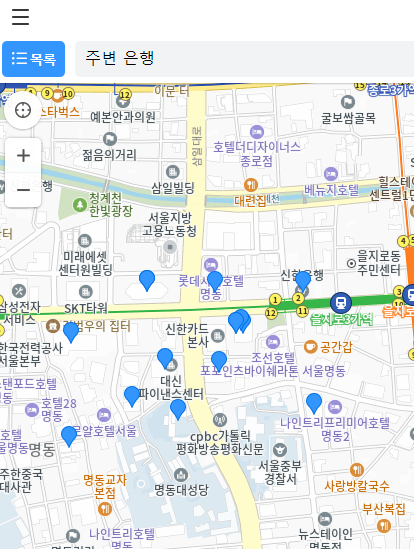 목록
주변 은행
종로3가역
4
9
10
12
15
스타벅스
예본안과의원
굴보쌈골목
젊음의거리
삼일대로
호텔더디자이너스
종로점
삼일빌딩
베뉴지호텔
힐스테이
센트럴1단
대련집
청계천
한빛광장
서울지방
고용노동청
미래에셋
센터원빌딩
을지로동
주민센터
4
5
신한은행
롯데시티호텔
명동
삼성전자
서비스
SKT타워
1
2
12
11
을지로3가역
을지로
범우의 집터
신한카드
본사
한국전력공사
서울본부
조선호텔
공간갑
3
대신
파이낸스센터
포포인츠바이쉐라톤 서울명동
스탠포드호텔
명동
호텔28
명동
로얄호텔서울
나인트리프리미어호텔
명동2
cpbc가톨릭
평화방송평화신문
명동
서울중부
경찰서
주한중국
대사관
명동교자
본점
명동대성당
사랑방칼국수
부산복집
나인트리호텔
명동
뉴스테이인
명동점